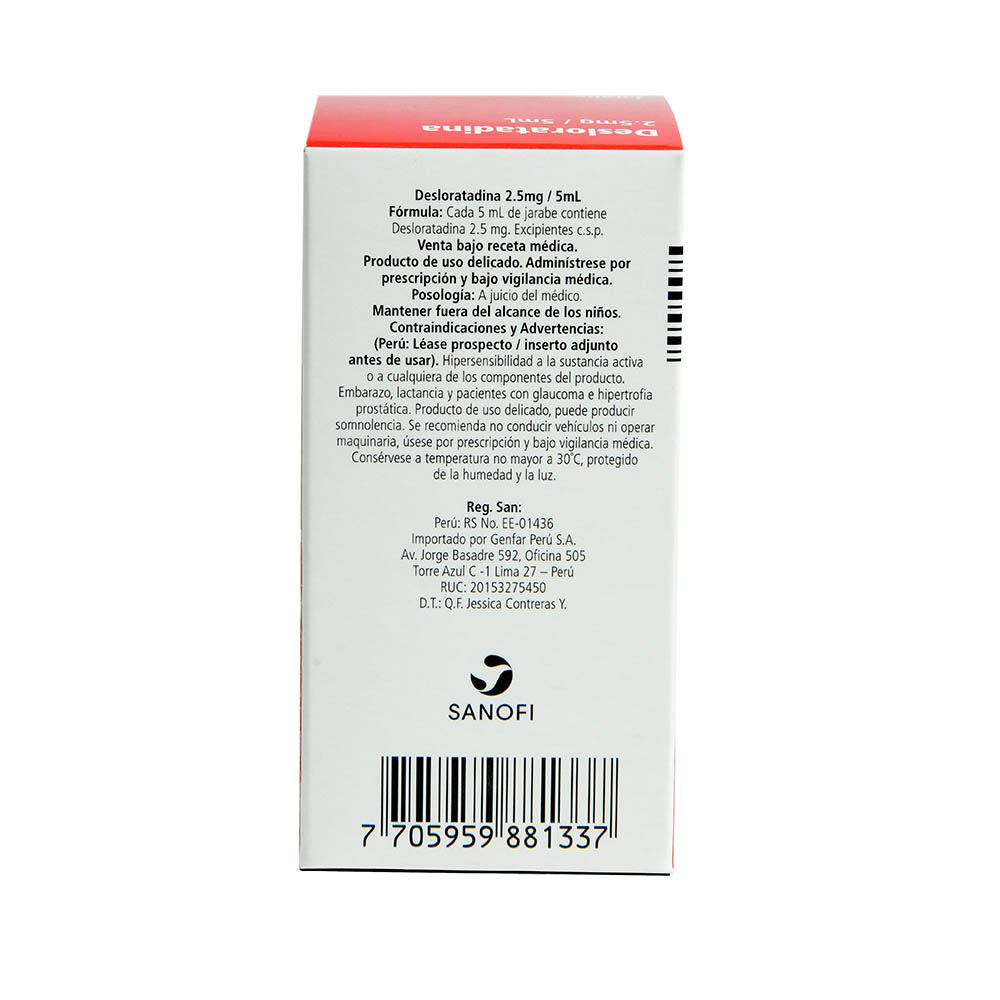 Desloratadina
2.5mg / 5mL
Desloratadina 2.5mg / 5mL
Fórmula: Cada 5 mL de jarabe contiene
Desloratadina 2.5 mg. Excipientes c.s.p.
Venta bajo receta médica.
Producto de uso delicado. Adminístrese por
prescripción y bajo vigilancia médica.
Posología: A juicio del médico.
Mantener fuera del alcance de los niños.
Contraindicaciones y Advertencias:
(Perú: Léase prospecto / inserto adjunto
antes de usar). Hipersensibilidad a la sustancia activa
o a cualquiera de los componentes del producto.
Embarazo, lactancia y pacientes con glaucoma e hipertrofia
prostática. Producto de uso delicado, puede producir
somnolencia. Se recomienda no conducir vehículos ni operar
maquinaria, úsese por prescripción y bajo vigilancia médica.
Consérvese a temperatura no mayor a 30°C, protegido
de la humedad y la luz.
Reg. San:
Perú: RS No. EE-01436
Importado por Genfar Perú S.A.
Av. Jorge Basadre 592, Oficina 505
Torre Azul C -1 Lima 27 – Perú
RUC: 20153275450
D.T.: Q.F. Jessica Contreras Y.
SANOFI
7 705959 881337